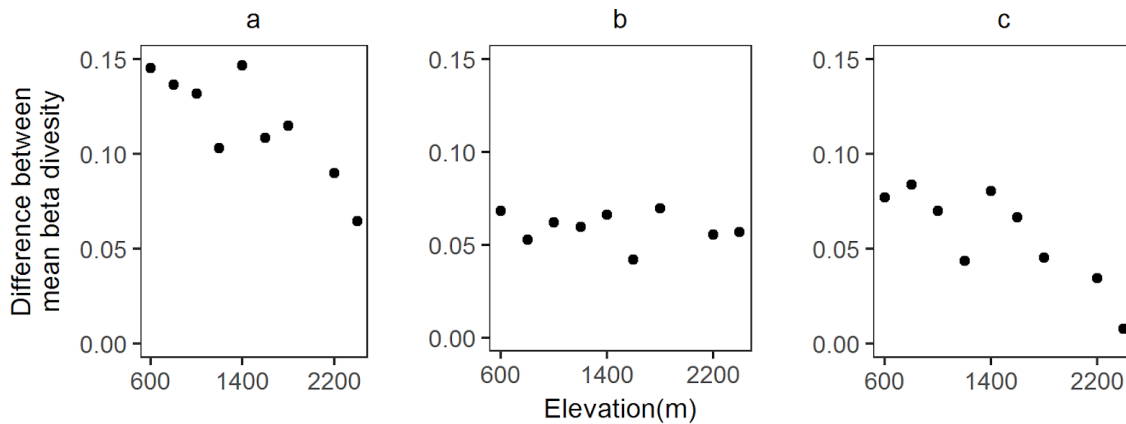 a b c
Difference between
mean beta divesity
0.15 0.15 0.15
0.10 0.10 0.10
0.05 0.05 0.05
0.00 0.00 0.00
600 1400 2200 600 1400 2200 600 1400 2200
Elevation(m)